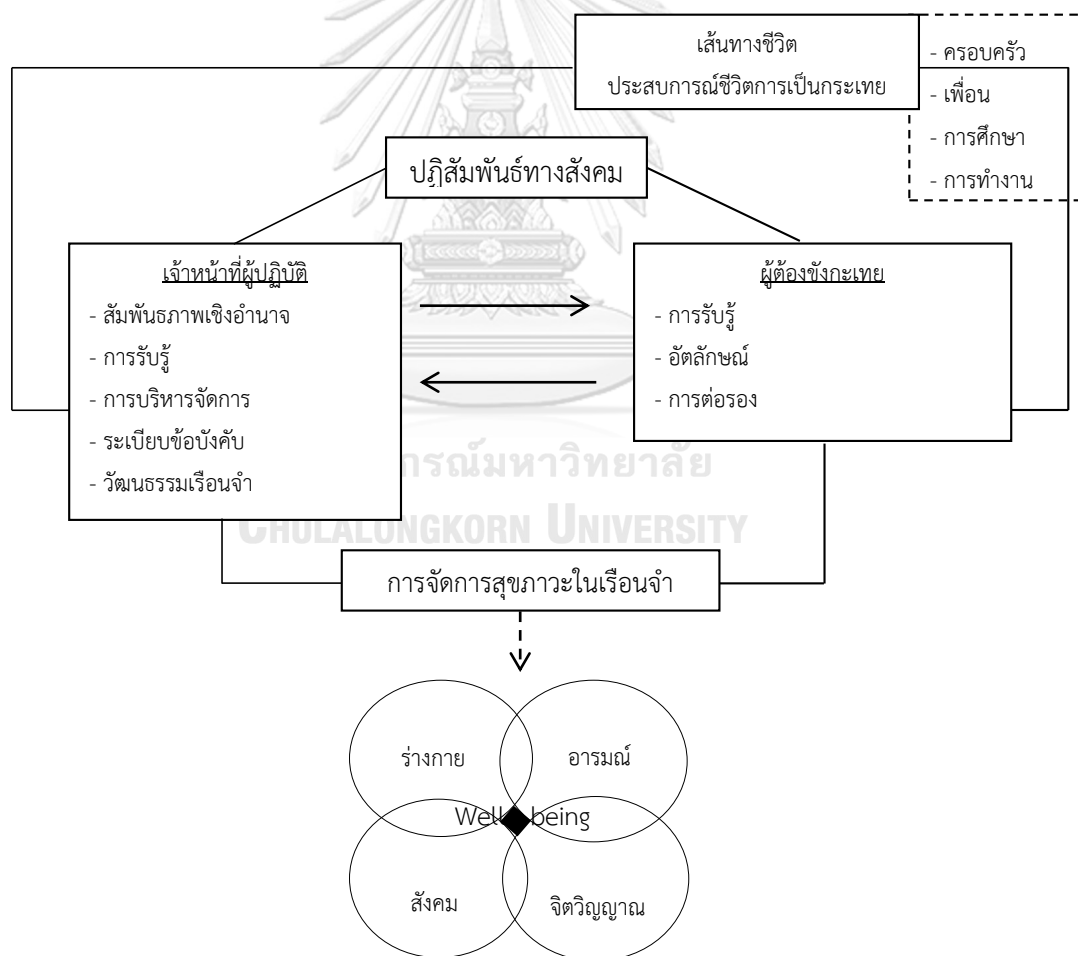 เส้นทางชีวิต
ประสบการณ์ชีวิตการเป็นกระเทย
- ครอบครัว
- เพื่อน
- การศึกษา
- การทำงาน
ปฏิสัมพันธ์ทางสังคม
เจ้าหน้าที่ผู้ปฏิบัติ
- สัมพันธภาพเชิงอำนาจ
- การรับรู้
- การบริหารจัดการ
- ระเบียบข้อบังคับ
- วัฒนธรรมเรือนจำ
ผู้ต้องขังกะเทย
- การรับรู้
- อัตลักษณ์
- การต่อรอง
ารณ์มหาวิทยาลัย
CHULALONGKORN UNIVERSITY
การจัดการสุขภาวะในเรือนจำ
ร่างกาย
อารมณ์
Well being
สังคม
จิตวิญญาณ